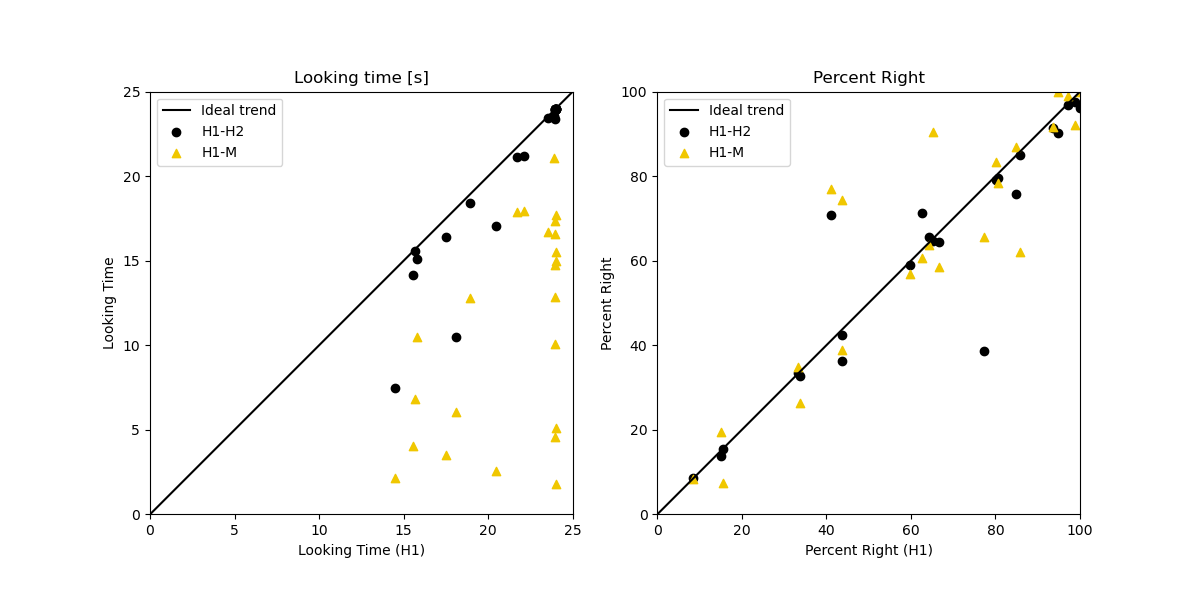 Looking time [s]
Ideal trend
H1-H2
H1-M
25
20
15
10
5
0
0 5 10 15 20 25
Looking Time
Looking Time (H1)
Percent Right
Ideal trend
H1-H2
H1-M
100
80
60
40
20
0
0 20 40 60 80 100
Percent Right
Percent Right (H1)